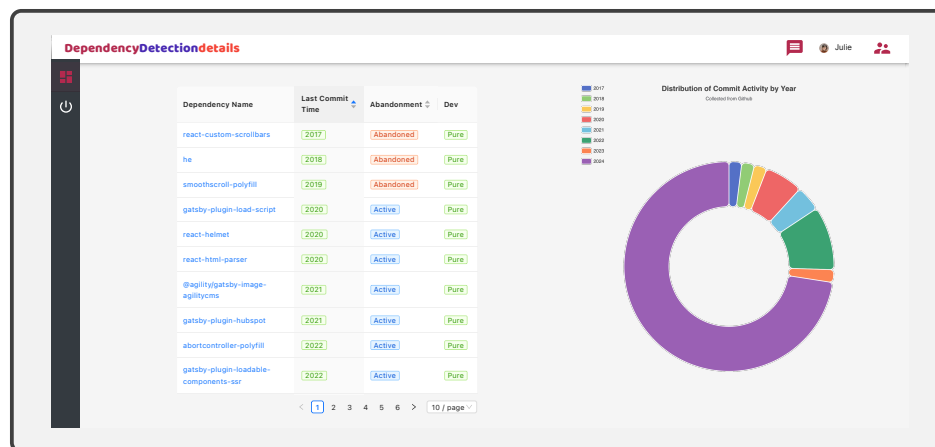 DependencyDetectiondetails
Julie
Dependency Name
Last Commit
Time
Abandonment
Dev
react-custom-scrollbars 2017 Abandoned Pure
he 2018 Abandoned Pure
smoothscroll-polyfill 2019 Abandoned Pure
gatsby-plugin-load-script 2020 Active Pure
react-helmet 2020 Active Pure
react-html-parser 2020 Active Pure
@agility/gatsby-image-
agilitycms
2021 Active Pure
gatsby-plugin-hubspot 2021 Active Pure
abortcontroller-polyfill 2022 Active Pure
gatsby-plugin-loadable-
components-ssr
2022 Active Pure
< 1 2 3 4 5 6 > 10 / page
2017
2018
2019
2020
2021
2022
2023
2024
Distribution of Commit Activity by Year
Collected from Github